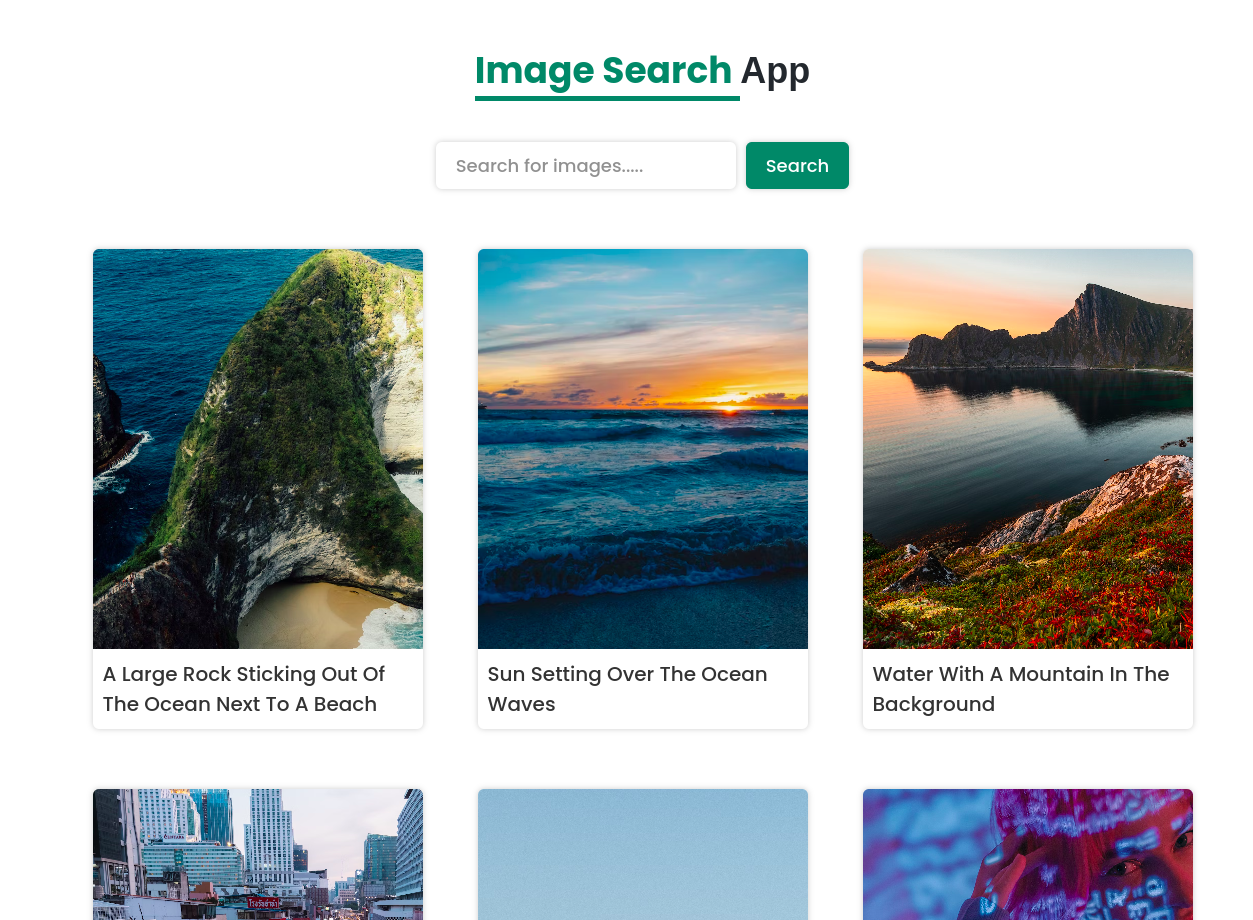 Image Search App
Search for images.....
Search
A Large Rock Sticking Out Of
The Ocean Next To A Beach
Sun Setting Over The Ocean
Waves
Water With A Mountain In The
Background